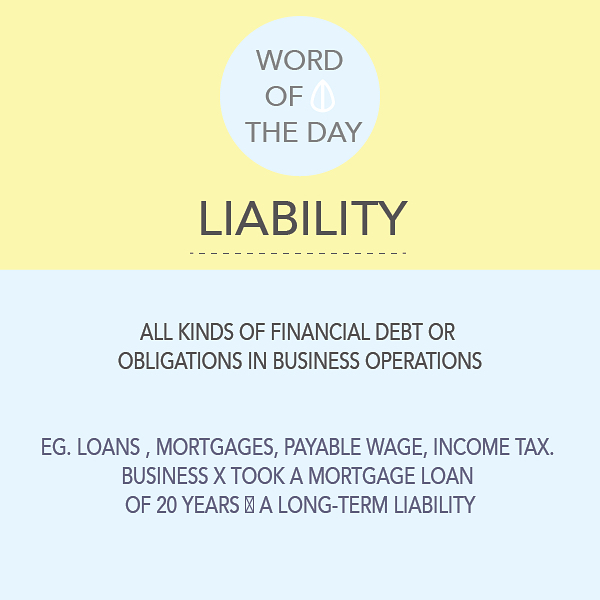 WORD
OF
THE DAY
LIABILITY
ALL KINDS OF FINANCIAL DEBT OR
OBLIGATIONS IN BUSINESS OPERATIONS
EG. LOANS , MORTGAGES, PAYABLE WAGE, INCOME TAX.
BUSINESS X TOOK A MORTGAGE LOAN
OF 20 YEARS A LONG-TERM LIABILITY